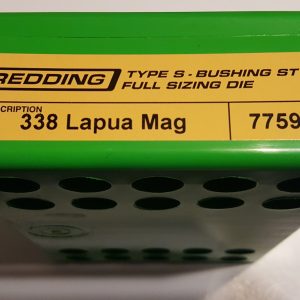 REDDING TYPE S - BUSHING ST
FULL SIZING DIE
CRIPTION
338 Lapua Mag 7759